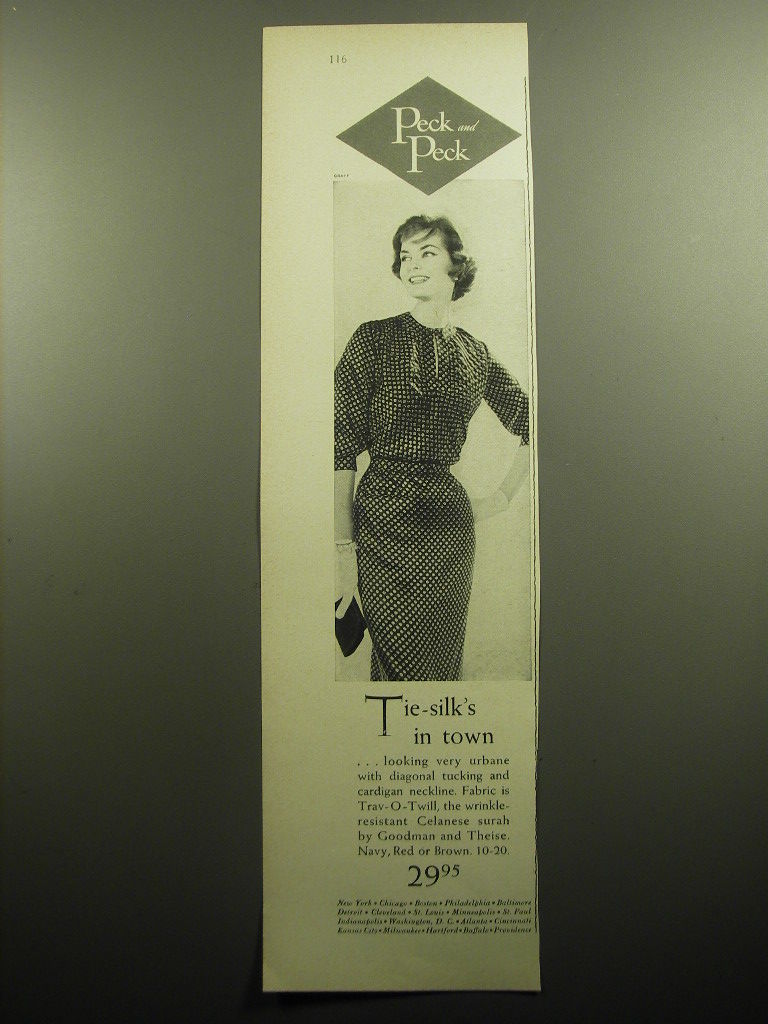 116
Peck and
Peck
GRAFF
Tie-silk's
in town
. . . looking very urbane
with diagonal tucking and
cardigan neckline. Fabric is
Trav-O-Twill, the wrinkle-
resistant Celanese surah
by Goodman and Theise.
Navy, Red or Brown. 10-20.
29⁹⁵
New York • Chicago • Boston • Philadelphia • Baltimore
Detroit • Cleveland • St. Louis • Minneapolis • St. Paul
Indianapolis • Washington, D. C. • Atlanta • Cincinnati
Kansas City • Milwaukee • Hartford • Buffalo • Providence